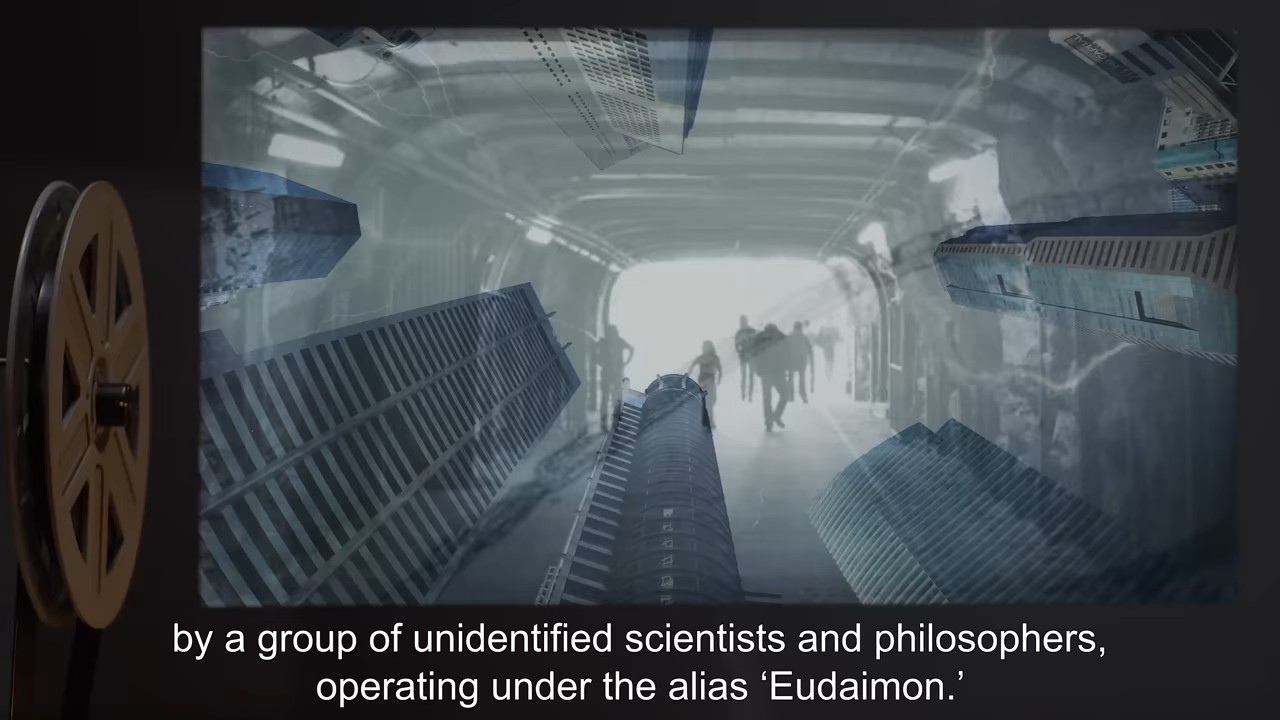 by a group of unidentified scientists and philosophers,
operating under the alias ‘Eudaimon.’